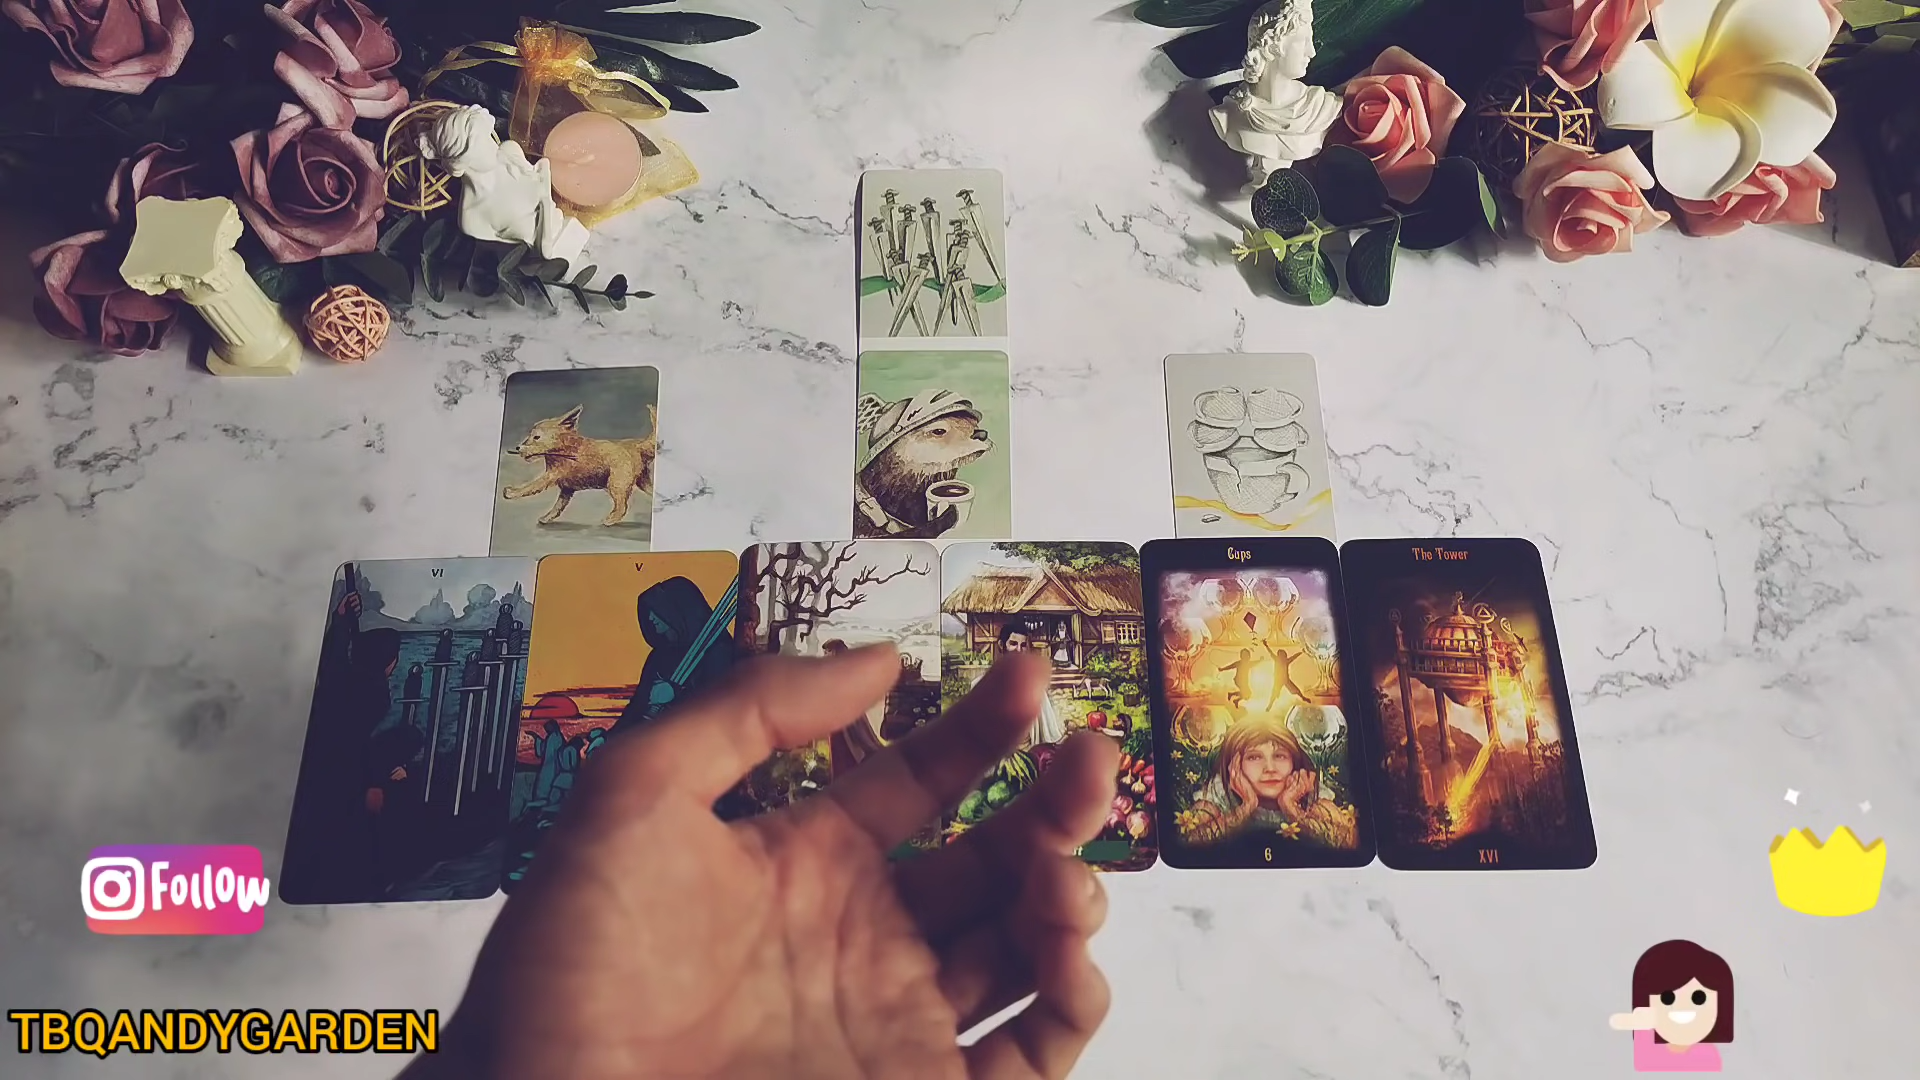 VI
V
Cups
The Tower
6
XVI
Follow
TBQANDYGARDEN